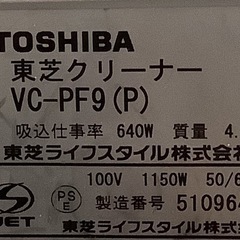 TOSHIBA
東芝クリーナー
VC-PF9(P)
吸込仕事率 640W 質量 4.
東芝ライフスタイル株式会
100V 1150W 50/6
JET
PS
E
製造番号 510964